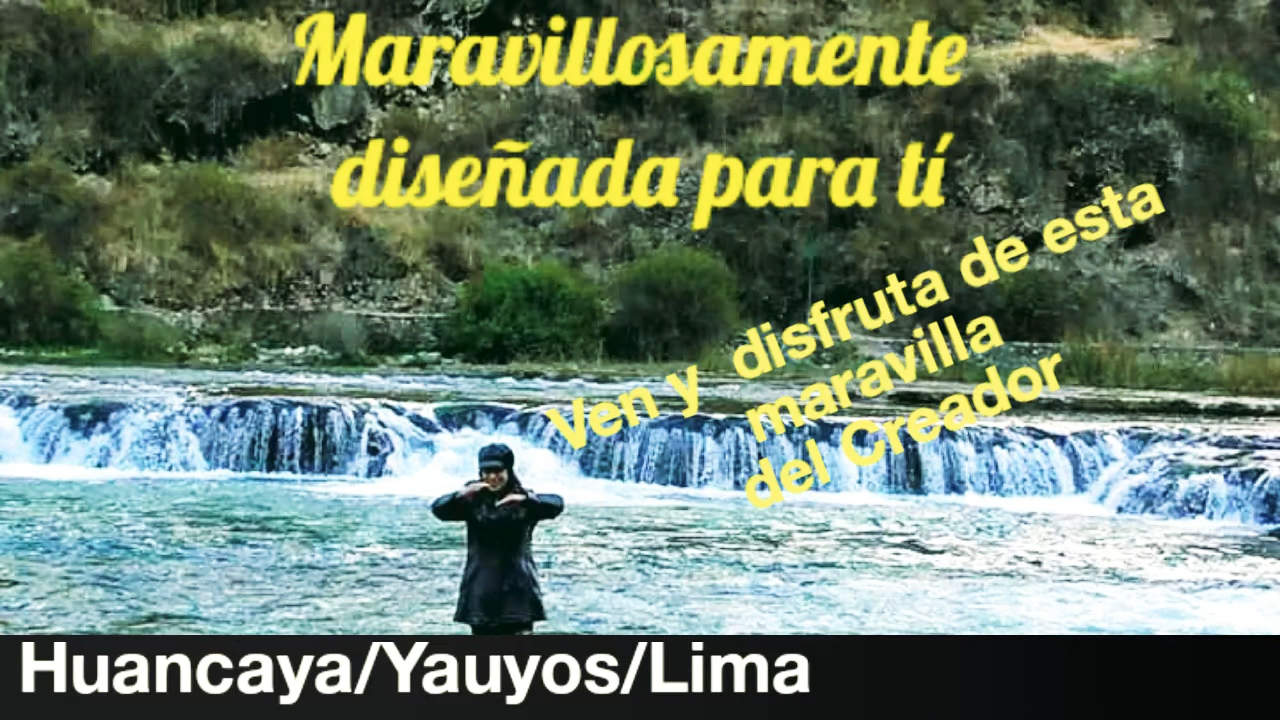 Maravillosamente
diseñada para tí
Ven y disfruta de esta
maravilla
del Creador
Huancaya/Yauyos/Lima